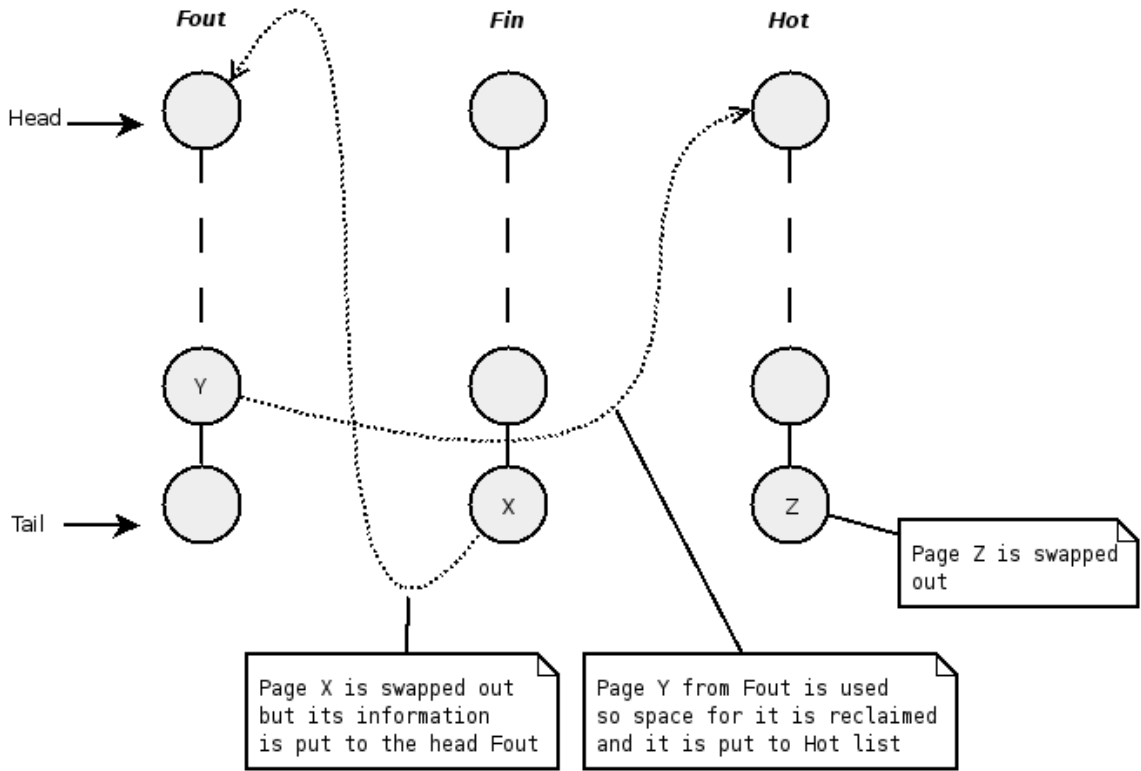 Fout
Fin
Hot
Head
Y
Tail
X
Z
Page Z is swapped
out
Page X is swapped out
but its information
is put to the head Fout
Page Y from Fout is used
so space for it is reclaimed
and it is put to Hot list